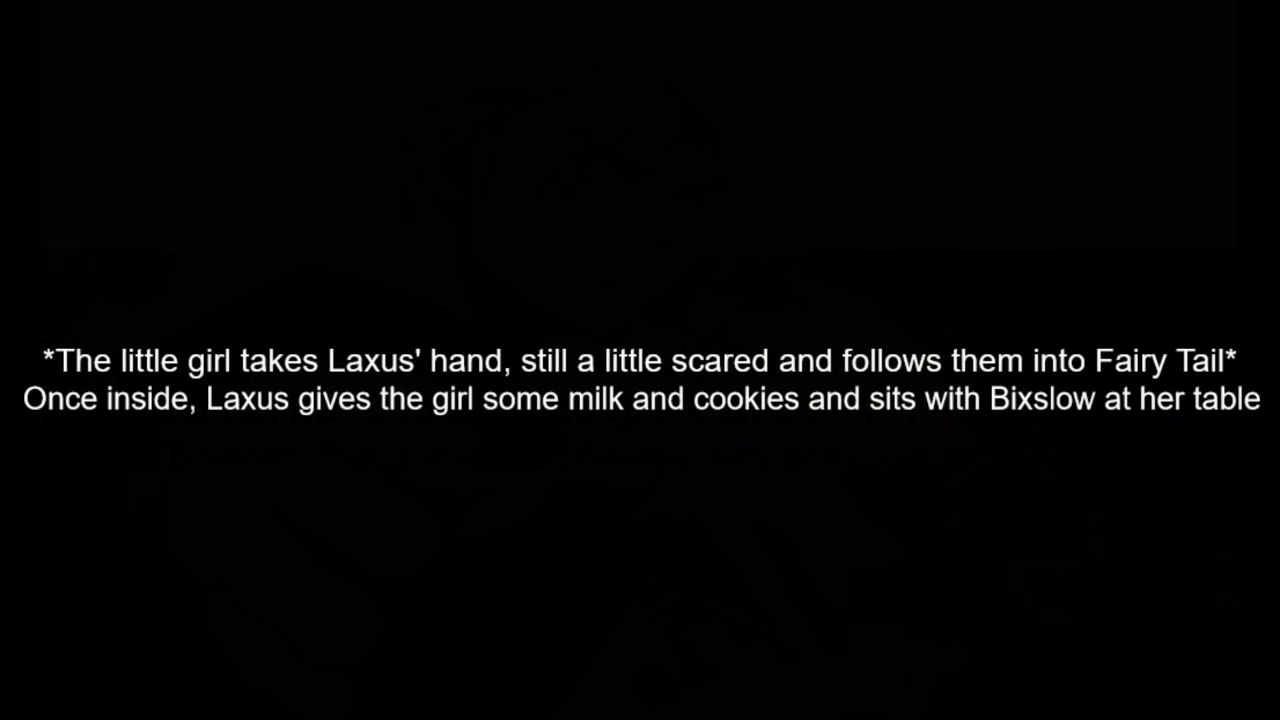 *The little girl takes Laxus' hand, still a little scared and follows them into Fairy Tail*
Once inside, Laxus gives the girl some milk and cookies and sits with Bixslow at her table